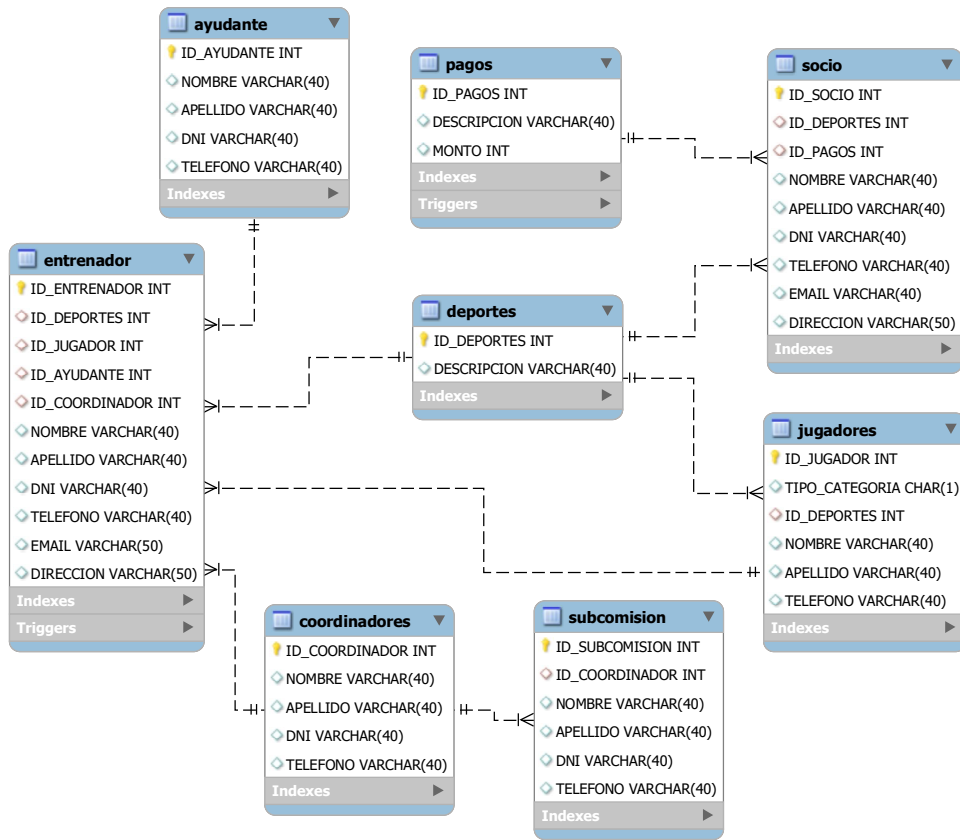 ayudante
ID_AYUDANTE INT
NOMBRE VARCHAR(40)
APELLIDO VARCHAR(40)
DNI VARCHAR(40)
TELEFONO VARCHAR(40)
Indexes
pagos
ID_PAGOS INT
DESCRIPCION VARCHAR(40)
MONTO INT
Indexes
Triggers
socio
ID_SOCIO INT
ID_DEPORTES INT
ID_PAGOS INT
NOMBRE VARCHAR(40)
APELLIDO VARCHAR(40)
DNI VARCHAR(40)
TELEFONO VARCHAR(40)
EMAIL VARCHAR(40)
DIRECCION VARCHAR(50)
Indexes
entrenador
ID_ENTRENADOR INT
ID_DEPORTES INT
ID_JUGADOR INT
ID_AYUDANTE INT
ID_COORDINADOR INT
NOMBRE VARCHAR(40)
APELLIDO VARCHAR(40)
DNI VARCHAR(40)
TELEFONO VARCHAR(40)
EMAIL VARCHAR(50)
DIRECCION VARCHAR(50)
Indexes
Triggers
deportes
ID_DEPORTES INT
DESCRIPCION VARCHAR(40)
Indexes
jugadores
ID_JUGADOR INT
TIPO_CATEGORIA CHAR(1)
ID_DEPORTES INT
NOMBRE VARCHAR(40)
APELLIDO VARCHAR(40)
TELEFONO VARCHAR(40)
Indexes
coordinadores
ID_COORDINADOR INT
NOMBRE VARCHAR(40)
APELLIDO VARCHAR(40)
DNI VARCHAR(40)
TELEFONO VARCHAR(40)
Indexes
subcomision
ID_SUBCOMISION INT
ID_COORDINADOR INT
NOMBRE VARCHAR(40)
APELLIDO VARCHAR(40)
DNI VARCHAR(40)
TELEFONO VARCHAR(40)
Indexes